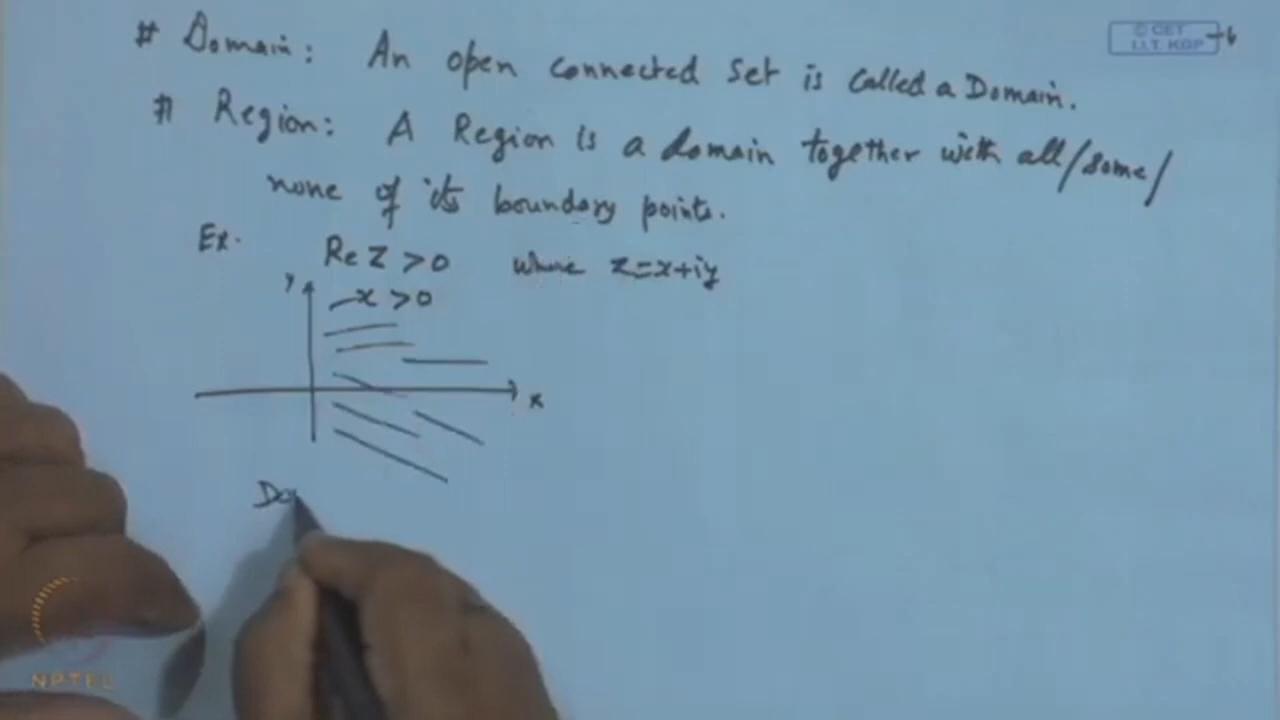 # Domain: An open connected set is called a Domain.
# Region: A Region is a domain together with all/some/
none of its boundary points.
Ex. Re Z > 0 where z = x+iy
x > 0
y
x
Do
© CET
I.I.T. KGP
NPTEL